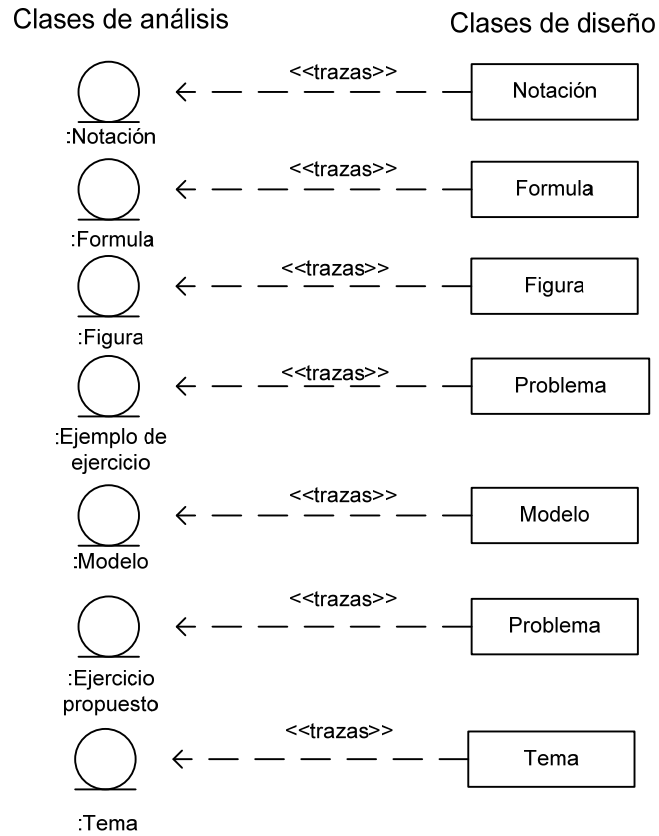 Clases de análisis
Clases de diseño
<<trazas>>
Notación
:Notación
<<trazas>>
Formula
:Formula
<<trazas>>
Figura
:Figura
<<trazas>>
Problema
:Ejemplo de
ejercicio
<<trazas>>
Modelo
:Modelo
<<trazas>>
Problema
:Ejercicio
propuesto
<<trazas>>
Tema
:Tema